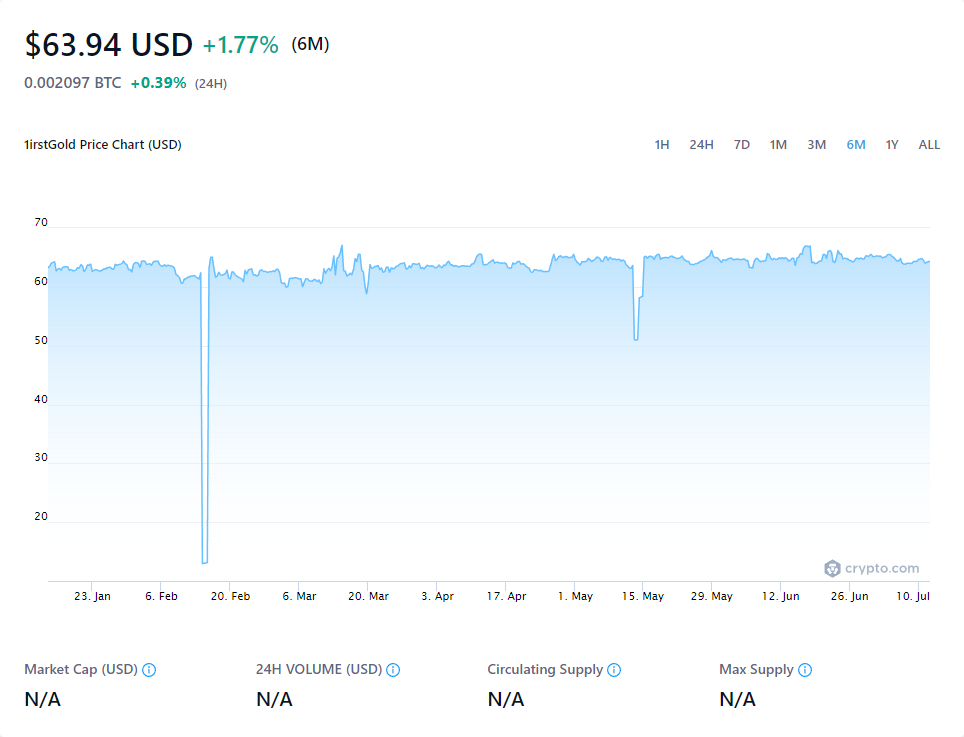 $63.94 USD +1.77% (6M)
0.002097 BTC +0.39% (24H)
1irstGold Price Chart (USD)
1H 24H 7D 1M 3M 6M 1Y ALL
70
60
50
40
30
20
crypto.com
23. Jan 6. Feb 20. Feb 6. Mar 20. Mar 3. Apr 17. Apr 1. May 15. May 29. May 12. Jun 26. Jun 10. Jul
Market Cap (USD) 24H VOLUME (USD) Circulating Supply Max Supply
N/A N/A N/A N/A